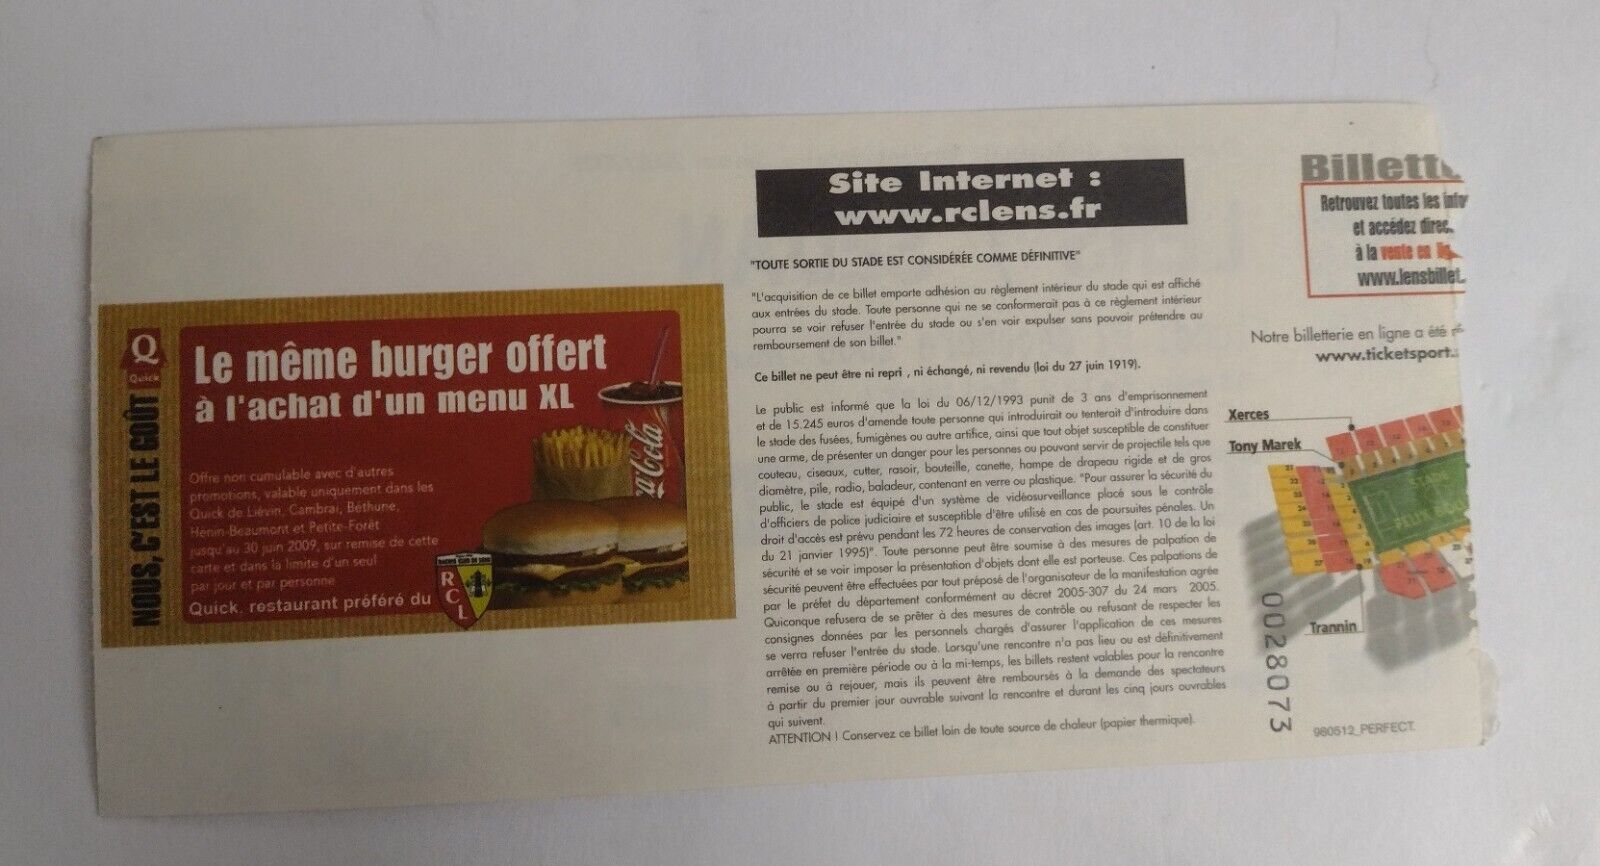 NOUS, C'EST LE GOÛT
Q
Quick
Le même burger offert
à l'achat d'un menu XL
Offre non cumulable avec d'autres
promotions, valable uniquement dans les
Quick de Liévin, Cambrai, Béthune,
Hénin-Beaumont et Petite-Forêt
jusqu'au 30 juin 2009, sur remise de cette
carte et dans la limite d'un seul
par jour et par personne
Quick. restaurant préféré du
RCL
Site Internet :
www.rclens.fr
"TOUTE SORTIE DU STADE EST CONSIDÉRÉE COMME DÉFINITIVE"
"L'acquisition de ce billet emporte adhésion au règlement intérieur du stade qui est affiché
aux entrées du stade. Toute personne qui ne se conformerait pas à ce règlement intérieur
pourra se voir refuser l'entrée du stade ou s'en voir expulser sans pouvoir prétendre au
remboursement de son billet."
Ce billet ne peut être ni repri , ni échangé, ni revendu (loi du 27 juin 1919).
Le public est informé que la loi du 06/12/1993 punit de 3 ans d'emprisonnement
et de 15.245 euros d'amende toute personne qui introduirait ou tenterait d'introduire dans
le stade des fusées, fumigènes ou autre artifice, ainsi que tout objet susceptible de constituer
une arme, de présenter un danger pour les personnes ou pouvant servir de projectile tels que
couteau, ciseaux, cutter, rasoir, bouteille, canette, hampe de drapeau rigide et de gros
diamètre, pile, radio, baladeur, contenant en verre ou plastique. "Pour assurer la sécurité du
public, le stade est équipé d'un système de vidéosurveillance placé sous le contrôle
d'officiers de police judiciaire et susceptible d'être utilisé en cas de poursuites pénales. Un
droit d'accès est prévu pendant les 72 heures de conservation des images (art. 10 de la loi
du 21 janvier 1995)". Toute personne peut être soumise à des mesures de palpation de
sécurité et se voir imposer la présentation d'objets dont elle est porteuse. Ces palpations de
sécurité peuvent être effectuées par tout préposé de l'organisateur de la manifestation agrée
par le préfet du département conformément au décret 2005-307 du 24 mars 2005.
Quiconque refusera de se prêter à des mesures de contrôle ou refusant de respecter les
consignes données par les personnels chargés d'assurer l'application de ces mesures
se verra refuser l'entrée du stade. Lorsqu'une rencontre n'a pas lieu ou est définitivement
arrêtée en première période ou à la mi-temps, les billets restent valables pour la rencontre
remise ou à rejouer, mais ils peuvent être remboursés à la demande des spectateurs
à partir du premier jour ouvrable suivant la rencontre et durant les cinq jours ouvrables
qui suivent.
ATTENTION ! Conservez ce billet loin de toute source de chaleur (papier thermique).
Billett
Retrouvez toutes les info
et accédez direc
à la vente en lig
www.lensbillet.
Notre billetterie en ligne a été
www.ticketsport.
Xerces
Tony Marek
Trannin
0028073
980512_PERFECT.